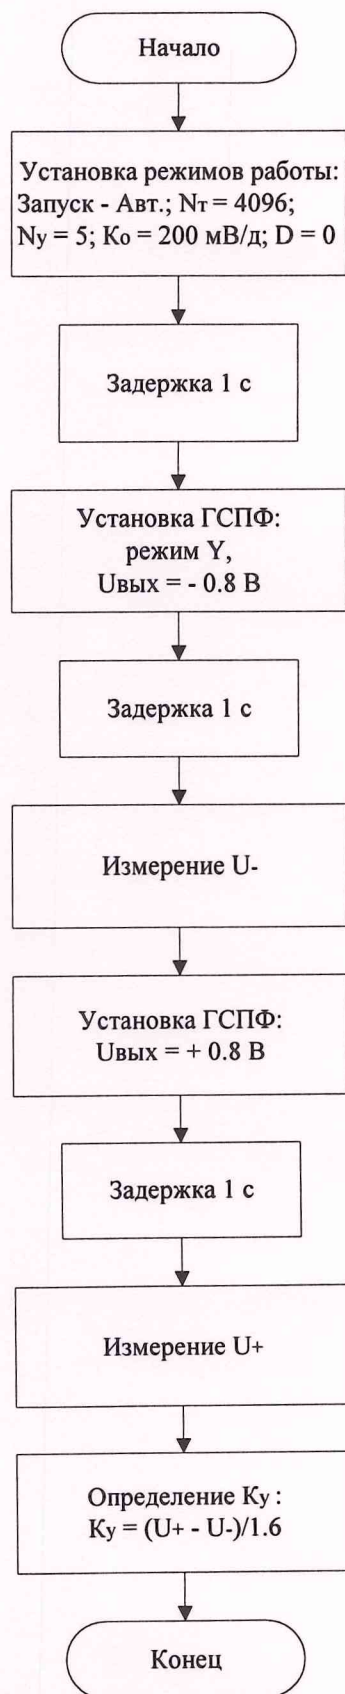 Начало
Установка режимов работы:
Запуск - Авт.; Nт = 4096;
Nу = 5; Kо = 200 мВ/д; D = 0
Задержка 1 с
Установка ГСПФ:
режим Y,
Uвых = - 0.8 В
Задержка 1 с
Измерение U-
Установка ГСПФ:
Uвых = + 0.8 В
Задержка 1 с
Измерение U+
Определение Kу :
Kу = (U+ - U-)/1.6
Конец